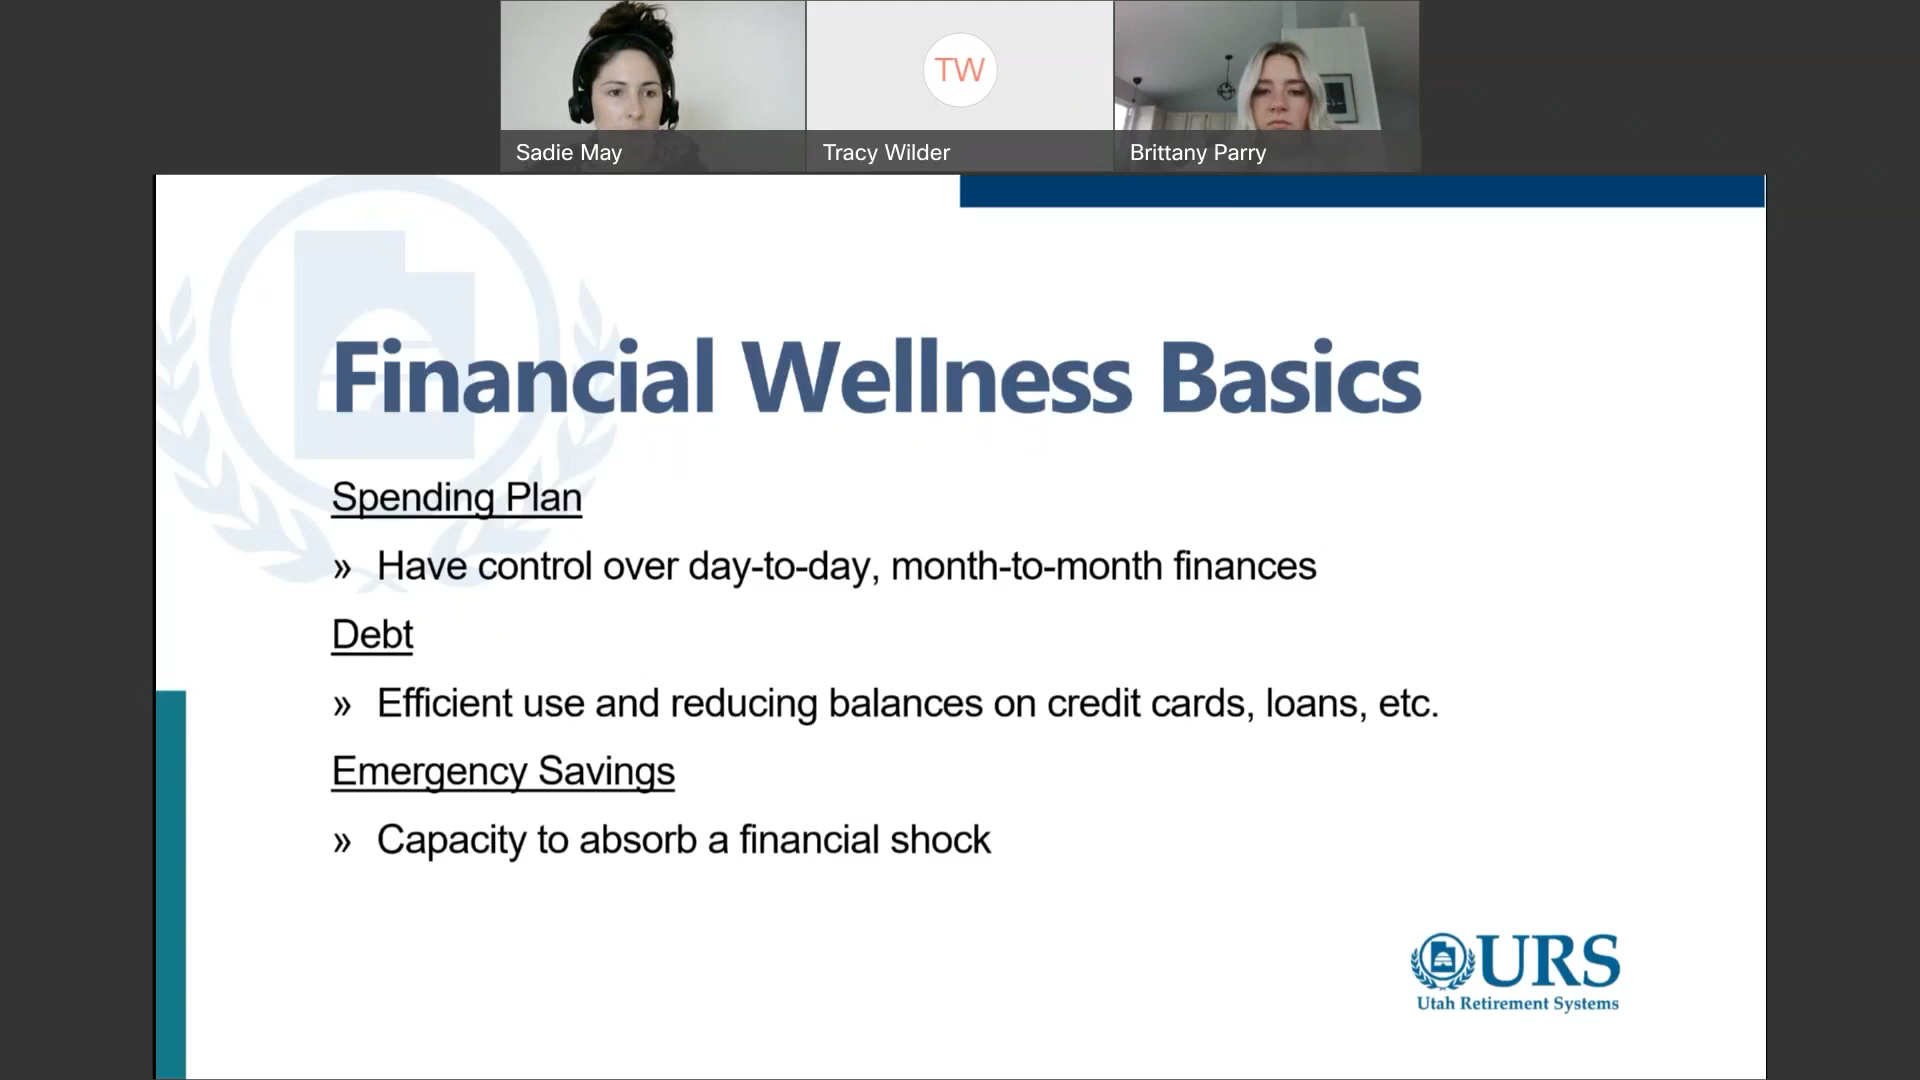 TW
Sadie May
Tracy Wilder
Brittany Parry
Financial Wellness Basics
Spending Plan
» Have control over day-to-day, month-to-month finances
Debt
» Efficient use and reducing balances on credit cards, loans, etc.
Emergency Savings
» Capacity to absorb a financial shock
URS
Utah Retirement Systems